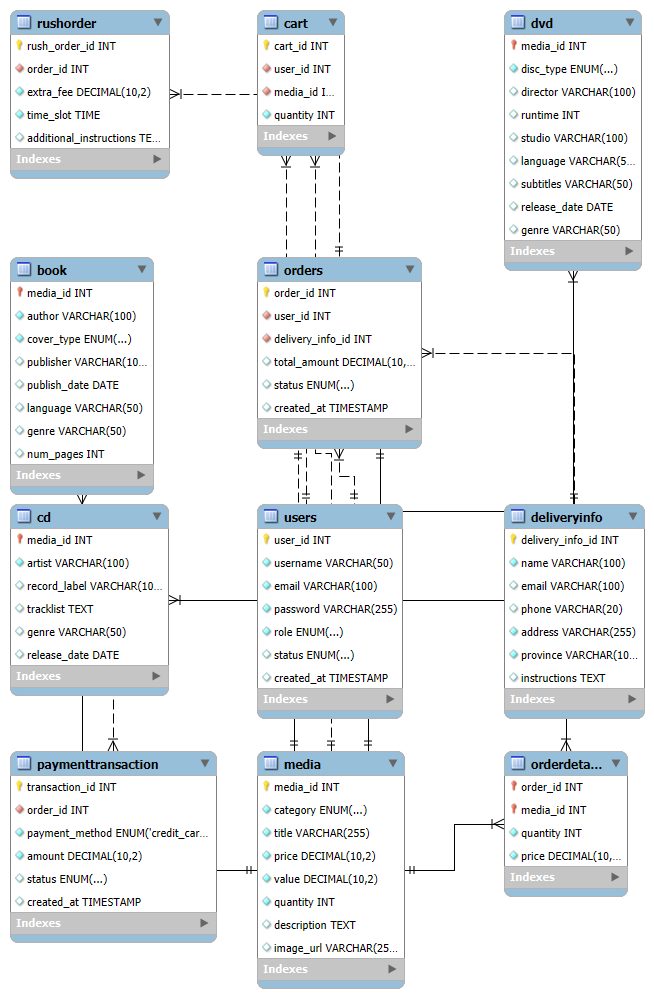 rushorder
rush_order_id INT
order_id INT
extra_fee DECIMAL(10,2)
time_slot TIME
additional_instructions TE...
Indexes
cart
cart_id INT
user_id INT
media_id I...
quantity INT
Indexes
dvd
media_id INT
disc_type ENUM(...)
director VARCHAR(100)
runtime INT
studio VARCHAR(100)
language VARCHAR(5...
subtitles VARCHAR(50)
release_date DATE
genre VARCHAR(50)
Indexes
book
media_id INT
author VARCHAR(100)
cover_type ENUM(...)
publisher VARCHAR(10...
publish_date DATE
language VARCHAR(50)
genre VARCHAR(50)
num_pages INT
Indexes
orders
order_id INT
user_id INT
delivery_info_id INT
total_amount DECIMAL(10,...
status ENUM(...)
created_at TIMESTAMP
Indexes
cd
media_id INT
artist VARCHAR(100)
record_label VARCHAR(10...
tracklist TEXT
genre VARCHAR(50)
release_date DATE
Indexes
users
user_id INT
username VARCHAR(50)
email VARCHAR(100)
password VARCHAR(255)
role ENUM(...)
status ENUM(...)
created_at TIMESTAMP
Indexes
deliveryinfo
delivery_info_id INT
name VARCHAR(100)
email VARCHAR(100)
phone VARCHAR(20)
address VARCHAR(255)
province VARCHAR(10...
instructions TEXT
Indexes
paymenttransaction
transaction_id INT
order_id INT
payment_method ENUM('credit_car...
amount DECIMAL(10,2)
status ENUM(...)
created_at TIMESTAMP
Indexes
media
media_id INT
category ENUM(...)
title VARCHAR(255)
price DECIMAL(10,2)
value DECIMAL(10,2)
quantity INT
description TEXT
image_url VARCHAR(25...
Indexes
orderdeta...
order_id INT
media_id INT
quantity INT
price DECIMAL(10,...
Indexes